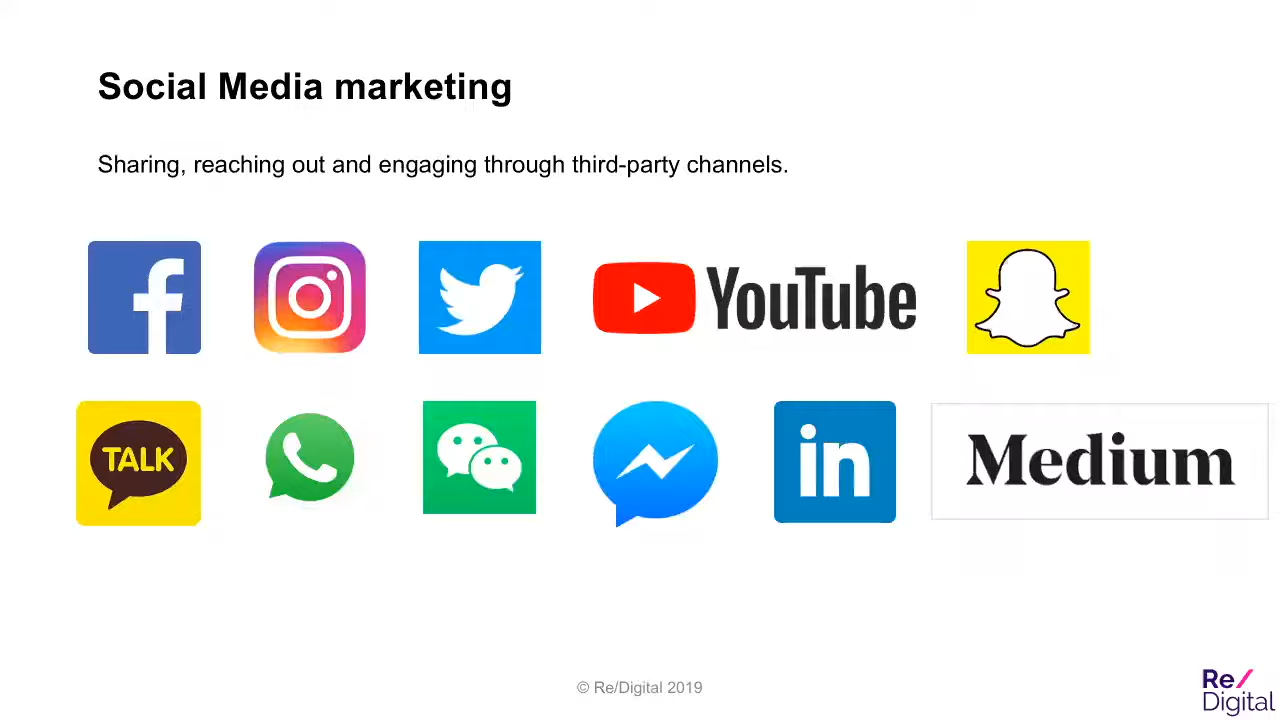 Social Media marketing
Sharing, reaching out and engaging through third-party channels.
YouTube
TALK
in
Medium
© Re/Digital 2019
Re/
Digital